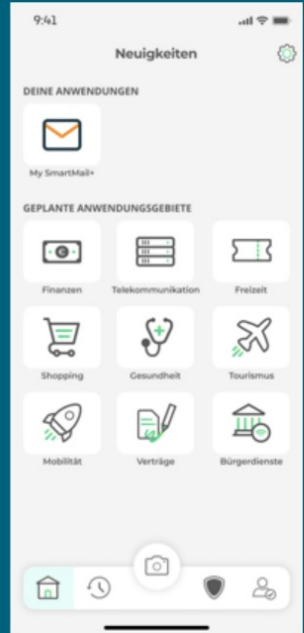 9:41
Neuigkeiten
DEINE ANWENDUNGEN
My SmartMail+
GEPLANTE ANWENDUNGSGEBIETE
Finanzen Telekommunikation Freizeit
Shopping Gesundheit Tourismus
Mobilität Verträge Bürgerdienste